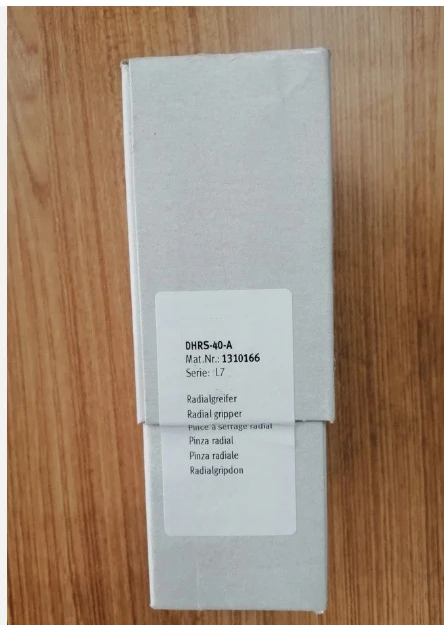 DHRS-40-A
Mat.Nr.: 1310166
Serie: L7
Radialgreifer
Radial gripper
Pince à serrage radial
Pinza radial
Pinza radiale
Radialgripdon